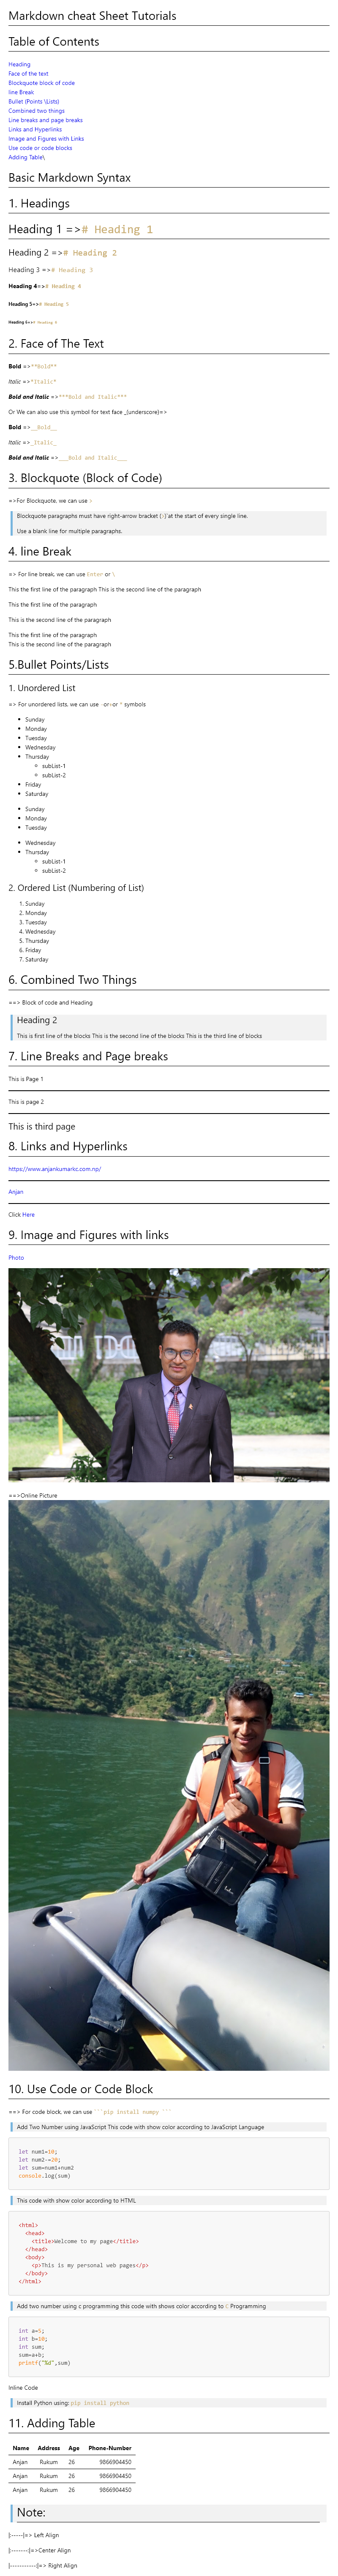 Markdown cheat Sheet Tutorials
Table of Contents
Heading
Face of the text
Blockquote block of code
line Break
Bullet (Points \Lists)
Combined two things
Line breaks and page breaks
Links and Hyperlinks
Image and Figures with Links
Use code or code blocks
Adding Table\
Basic Markdown Syntax
1. Headings
Heading 1 =># Heading 1
Heading 2 =># Heading 2
Heading 3 =># Heading 3
Heading 4=># Heading 4
Heading 5=># Heading 5
Heading 6=># Heading 6
2. Face Of The Text
Bold =>**Bold**
Italic =>*Italic*
Bold and Italic =>***Bold and Italic***
Or We can also use this symbol for text face _(underscore)=>
Bold =>__Bold__
Italic =>_Italic_
Bold and Italic =>___Bold and Italic___
3. Blockquote (Block of Code)
=>For Blockquote, we can use >
Blockquote paragraphs must have right-arrow bracket (>)'at the start of every single line.
Use a blank line for multiple paragraphs.
4. line Break
=> For line break, we can use Enter or \
This the first line of the paragraph This is the second line of the paragraph
This the first line of the paragraph
This is the second line of the paragraph
This the first line of the paragraph
This is the second line of the paragraph
5.Bullet Points/Lists
1. Unordered List
=> For unordered lists, we can use -or+or * symbols
Sunday
Monday
Tuesday
Wednesday
Thursday
subList-1
subList-2
Friday
Saturday
Sunday
Monday
Tuesday
Wednesday
Thursday
subList-1
subList-2
2. Ordered List (Numbering of List)
1. Sunday
2. Monday
3. Tuesday
4. Wednesday
5. Thursday
6. Friday
7. Saturday
6. Combined Two Things
==> Block of code and Heading
Heading 2
This is first line of the blocks This is the second line of the blocks This is the third line of blocks
7. Line Breaks and Page breaks
This is Page 1
This is page 2
This is third page
8. Links and Hyperlinks
https://www.anjankumarkc.com.np/
Anjan
Click Here
9. Image and Figures with links
Photo
==>Online Picture
10. Use Code or Code Block
==> For code block, we can use ```pip install numpy ```
Add Two Number using JavaScript This code with show color according to JavaScript Language
let num1=10;
let num2-=20;
let sum=num1+num2
console.log(sum)
This code with show color according to HTML
<html>
<head>
<title>Welcome to my page</title>
</head>
<body>
<p>This is my personal web pages</p>
</body>
</html>
Add two number using c programming this code with shows color according to C Programming
int a=5;
int b=10;
int sum;
sum=a+b;
printf("%d",sum)
Inline Code
Install Python using: pip install python
11. Adding Table
Name Address Age Phone-Number
Anjan Rukum 26 9866904450
Anjan Rukum 26 9866904450
Anjan Rukum 26 9866904450
Note:
|:-----|=> Left Align
|:------:|=>Center Align
|-----------:|=> Right Align